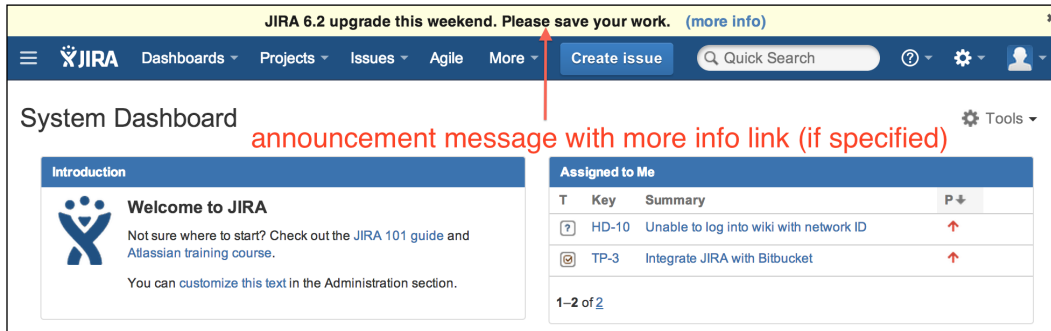 JIRA 6.2 upgrade this weekend. Please save your work. (more info)
JIRA Dashboards Projects Issues Agile More Create issue Quick Search
System Dashboard
Tools
announcement message with more info link (if specified)
Introduction
Welcome to JIRA
Not sure where to start? Check out the JIRA 101 guide and
Atlassian training course.
You can customize this text in the Administration section.
Assigned to Me
T Key Summary P
HD-10 Unable to log into wiki with network ID
TP-3 Integrate JIRA with Bitbucket
1–2 of 2